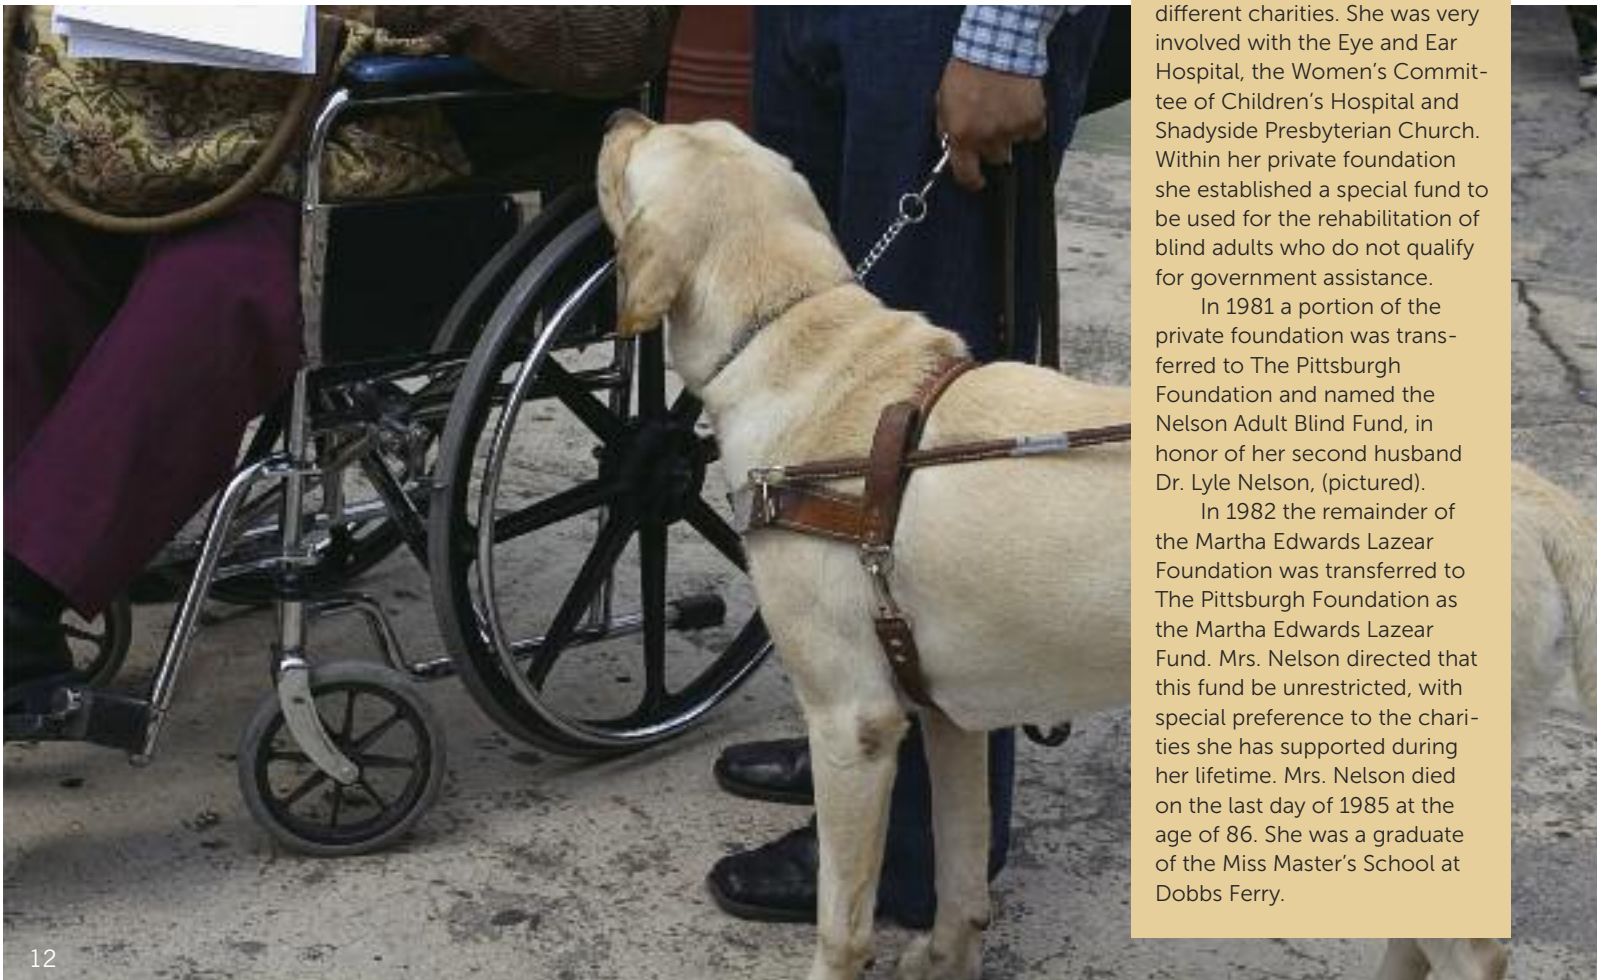 different charities. She was very
involved with the Eye and Ear
Hospital, the Women's Commit-
tee of Children's Hospital and
Shadyside Presbyterian Church.
Within her private foundation
she established a special fund to
be used for the rehabilitation of
blind adults who do not qualify
for government assistance.
In 1981 a portion of the
private foundation was trans-
ferred to The Pittsburgh
Foundation and named the
Nelson Adult Blind Fund, in
honor of her second husband
Dr. Lyle Nelson, (pictured).
In 1982 the remainder of
the Martha Edwards Lazear
Foundation was transferred to
The Pittsburgh Foundation as
the Martha Edwards Lazear
Fund. Mrs. Nelson directed that
this fund be unrestricted, with
special preference to the chari-
ties she has supported during
her lifetime. Mrs. Nelson died
on the last day of 1985 at the
age of 86. She was a graduate
of the Miss Master's School at
Dobbs Ferry.
12